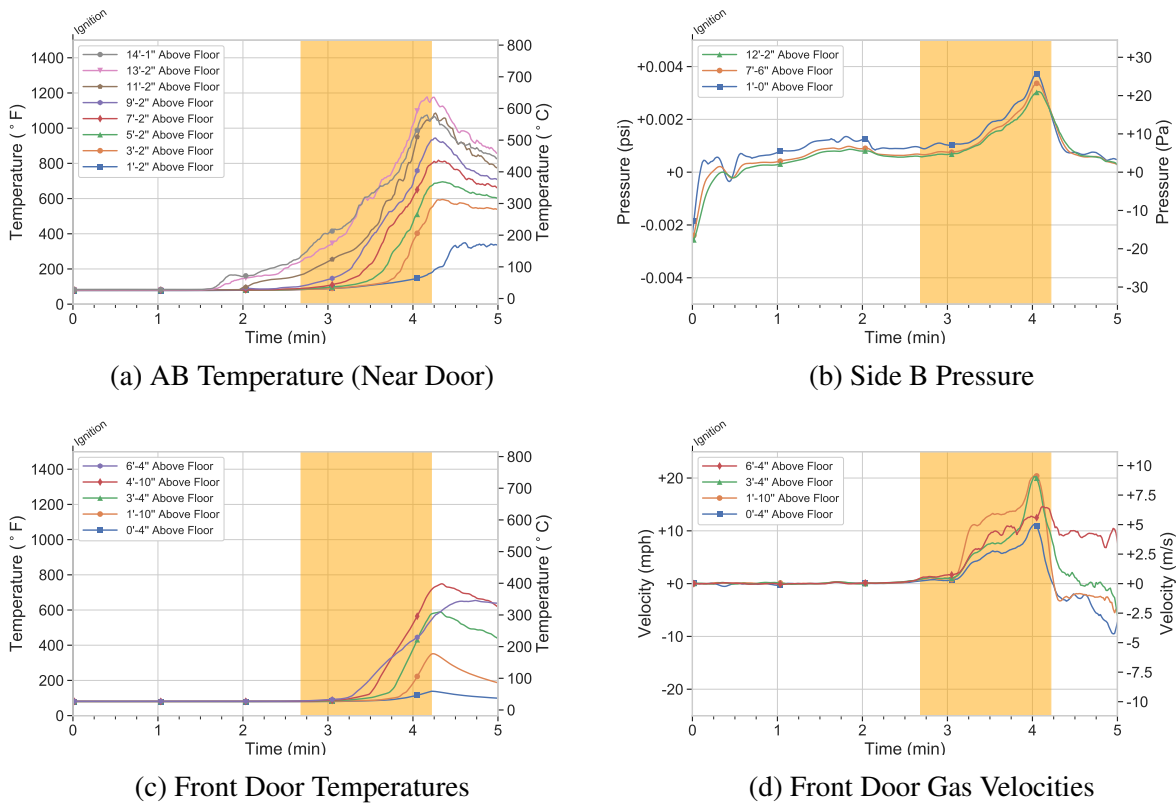 Ignition
14'-1" Above Floor
13'-2" Above Floor
11'-2" Above Floor
9'-2" Above Floor
7'-2" Above Floor
5'-2" Above Floor
3'-2" Above Floor
1'-2" Above Floor
Temperature (°F)
1400
1200
1000
800
600
400
200
0
Temperature (°C)
800
700
600
500
400
300
200
100
0
0 1 2 3 4 5
Time (min)
(a) AB Temperature (Near Door)
Ignition
12'-2" Above Floor
7'-6" Above Floor
1'-0" Above Floor
Pressure (psi)
+0.004
+0.002
+0
-0.002
-0.004
Pressure (Pa)
+30
+20
+10
+0
-10
-20
-30
0 1 2 3 4 5
Time (min)
(b) Side B Pressure
Ignition
6'-4" Above Floor
4'-10" Above Floor
3'-4" Above Floor
1'-10" Above Floor
0'-4" Above Floor
Temperature (°F)
1400
1200
1000
800
600
400
200
0
Temperature (°C)
800
700
600
500
400
300
200
100
0
0 1 2 3 4 5
Time (min)
(c) Front Door Temperatures
Ignition
6'-4" Above Floor
3'-4" Above Floor
1'-10" Above Floor
0'-4" Above Floor
Velocity (mph)
+20
+10
+0
-10
-20
Velocity (m/s)
+10
+7.5
+5
+2.5
+0
-2.5
-5
-7.5
-10
0 1 2 3 4 5
Time (min)
(d) Front Door Gas Velocities